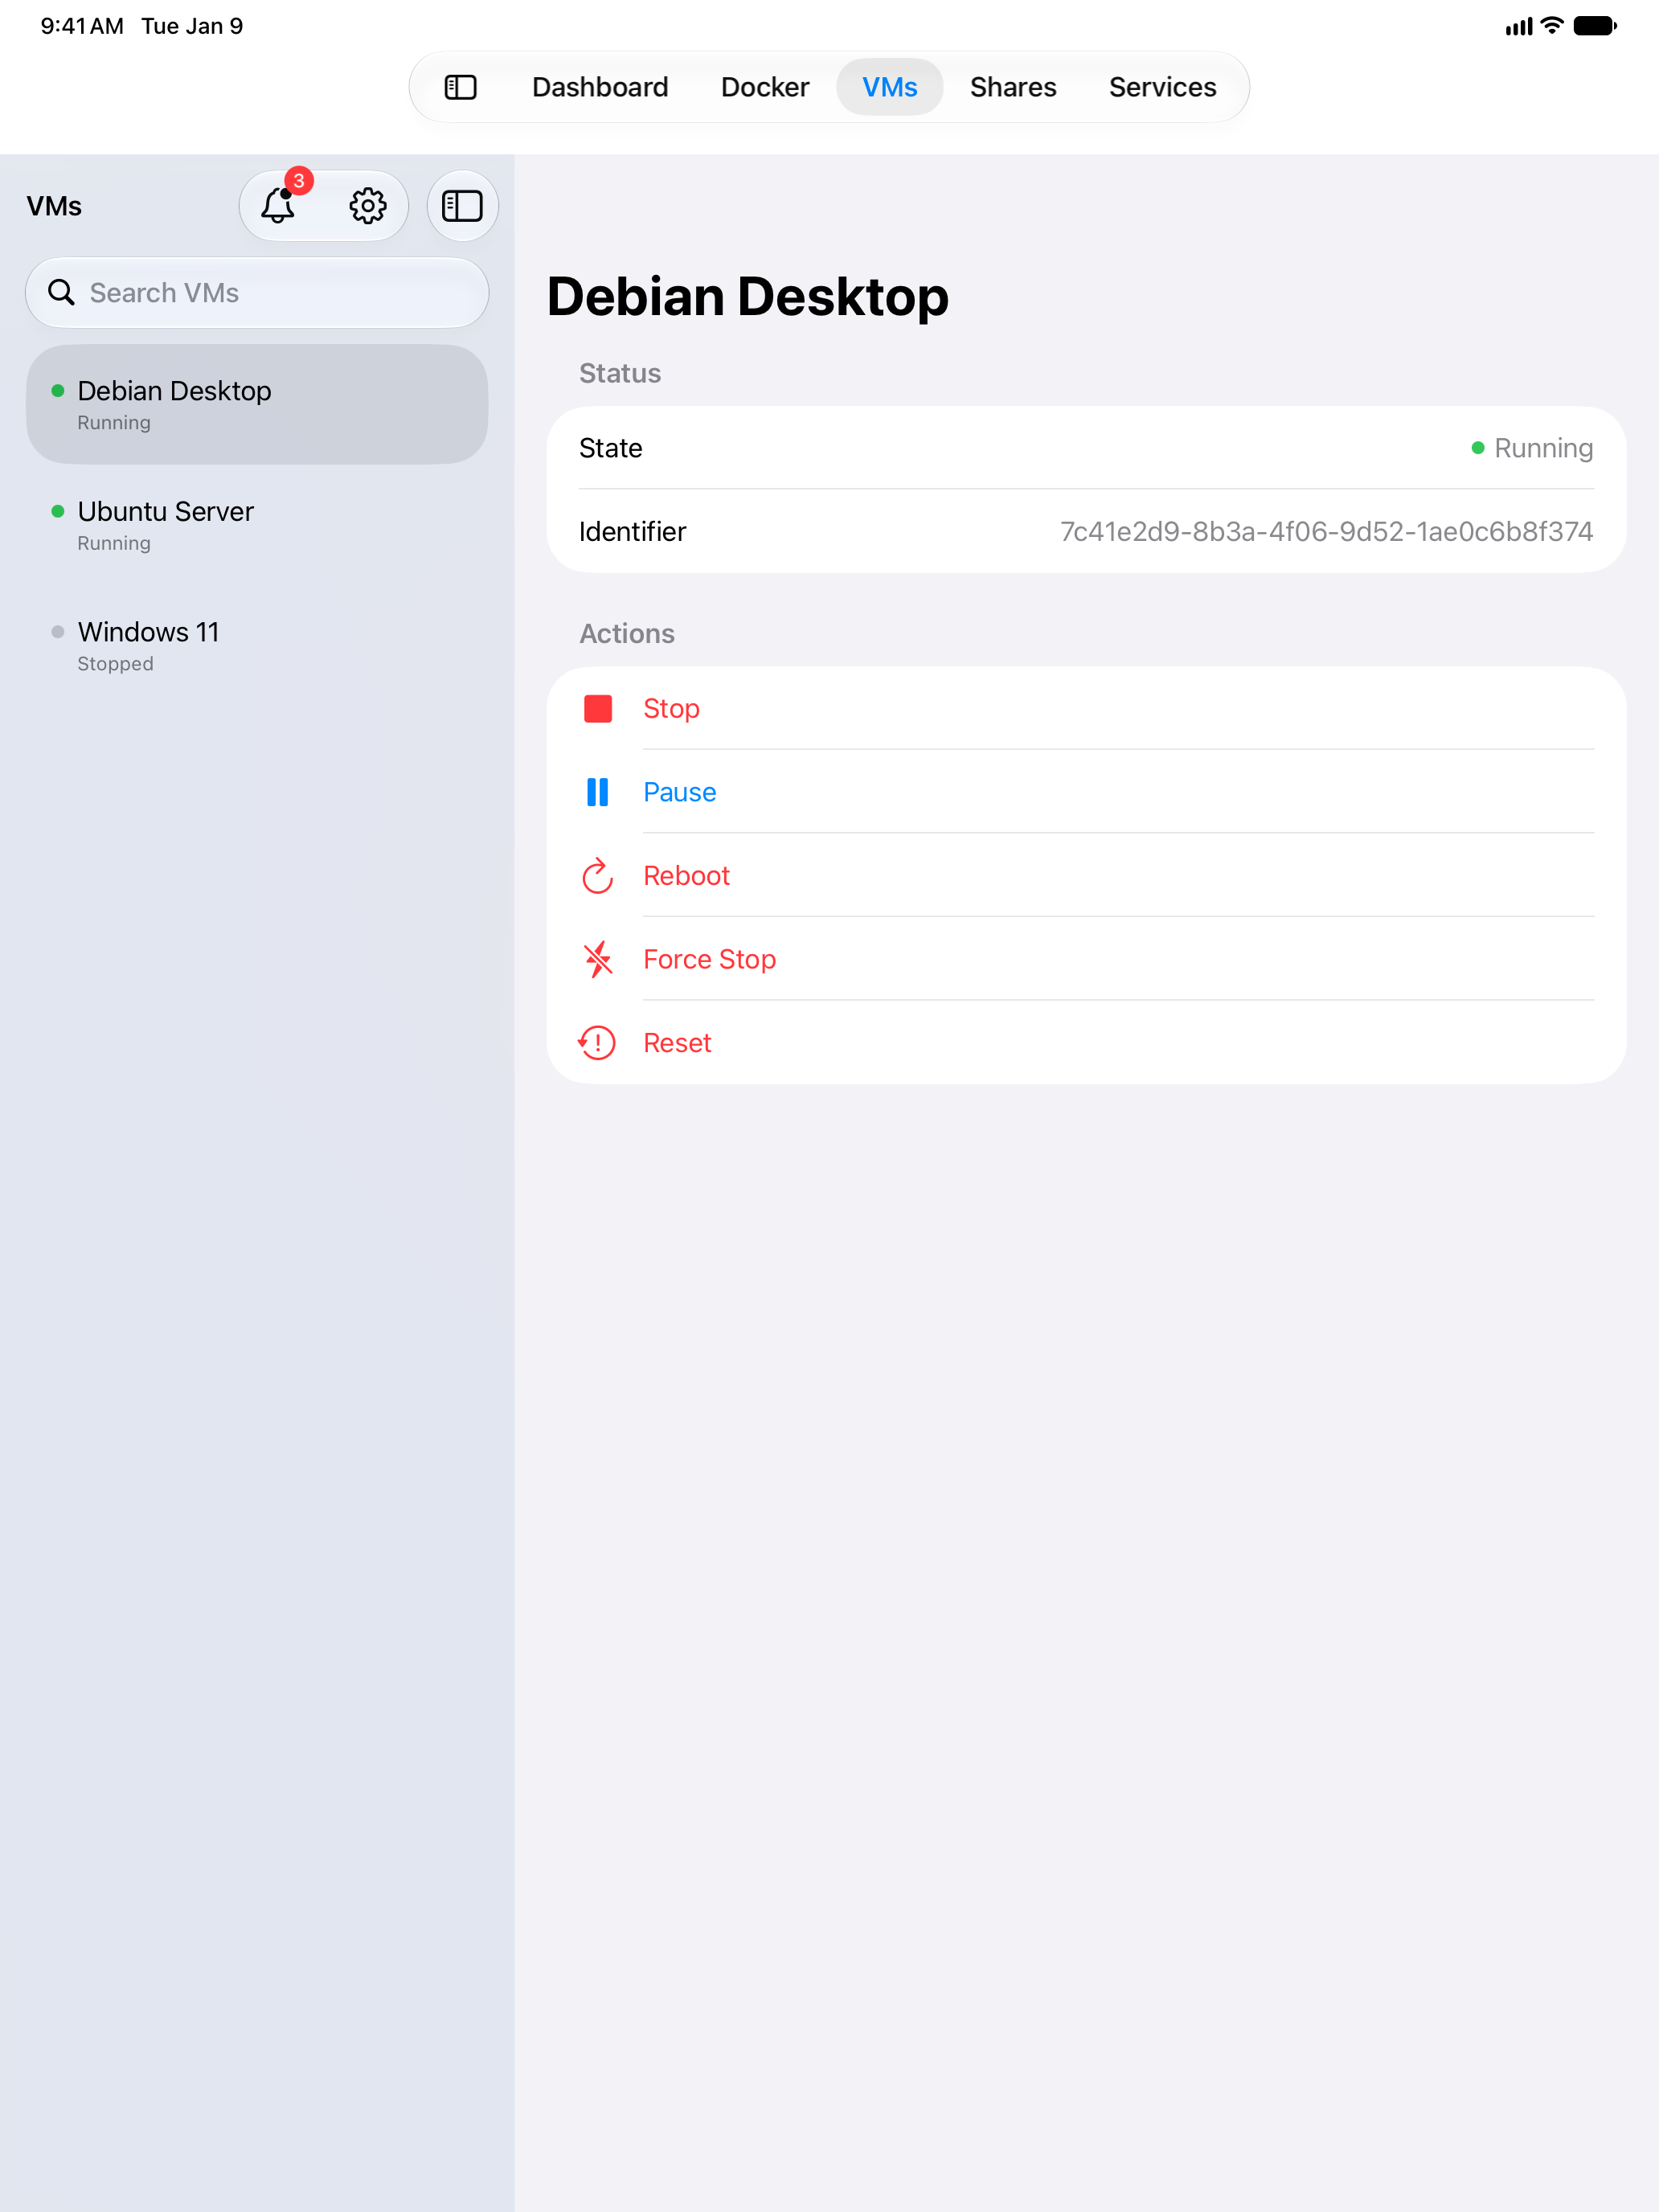 9:41 AM Tue Jan 9
Dashboard Docker VMs Shares Services
VMs
3
Search VMs
Debian Desktop
Running
Ubuntu Server
Running
Windows 11
Stopped
Debian Desktop
Status
State Running
Identifier 7c41e2d9-8b3a-4f06-9d52-1ae0c6b8f374
Actions
Stop
Pause
Reboot
Force Stop
Reset